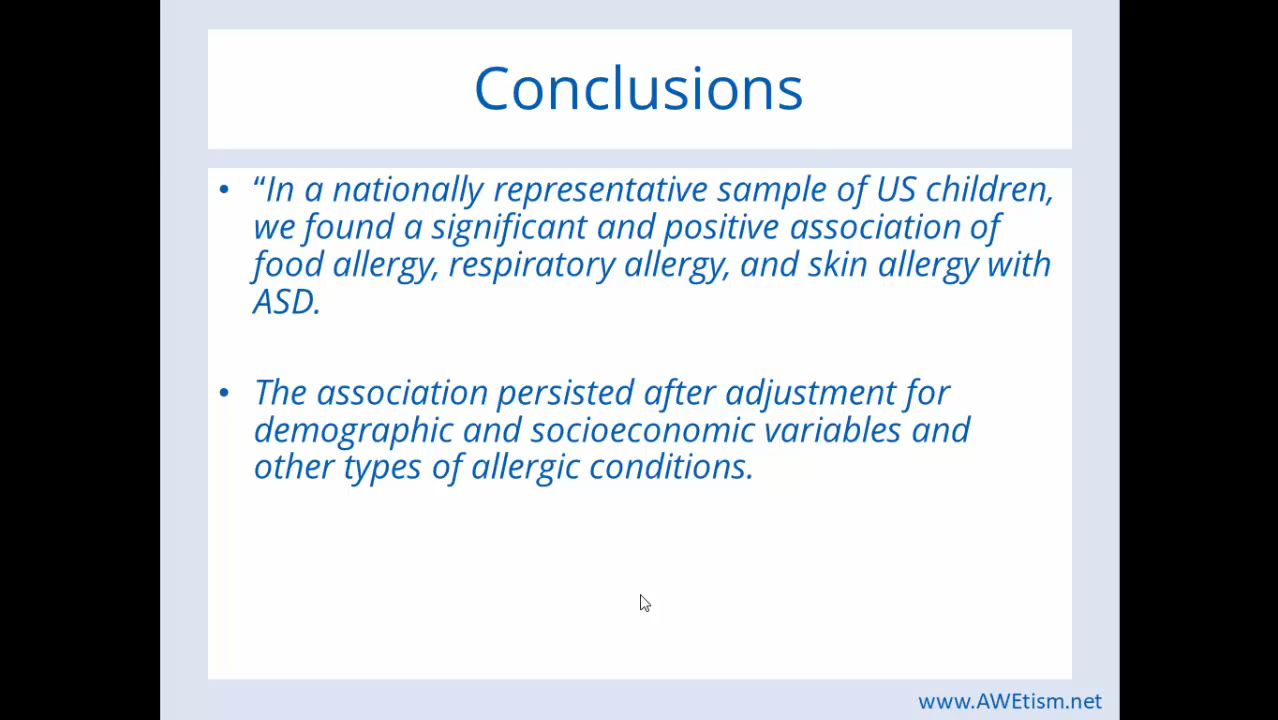 Conclusions
• “In a nationally representative sample of US children,
we found a significant and positive association of
food allergy, respiratory allergy, and skin allergy with
ASD.
• The association persisted after adjustment for
demographic and socioeconomic variables and
other types of allergic conditions.
www.AWEtism.net